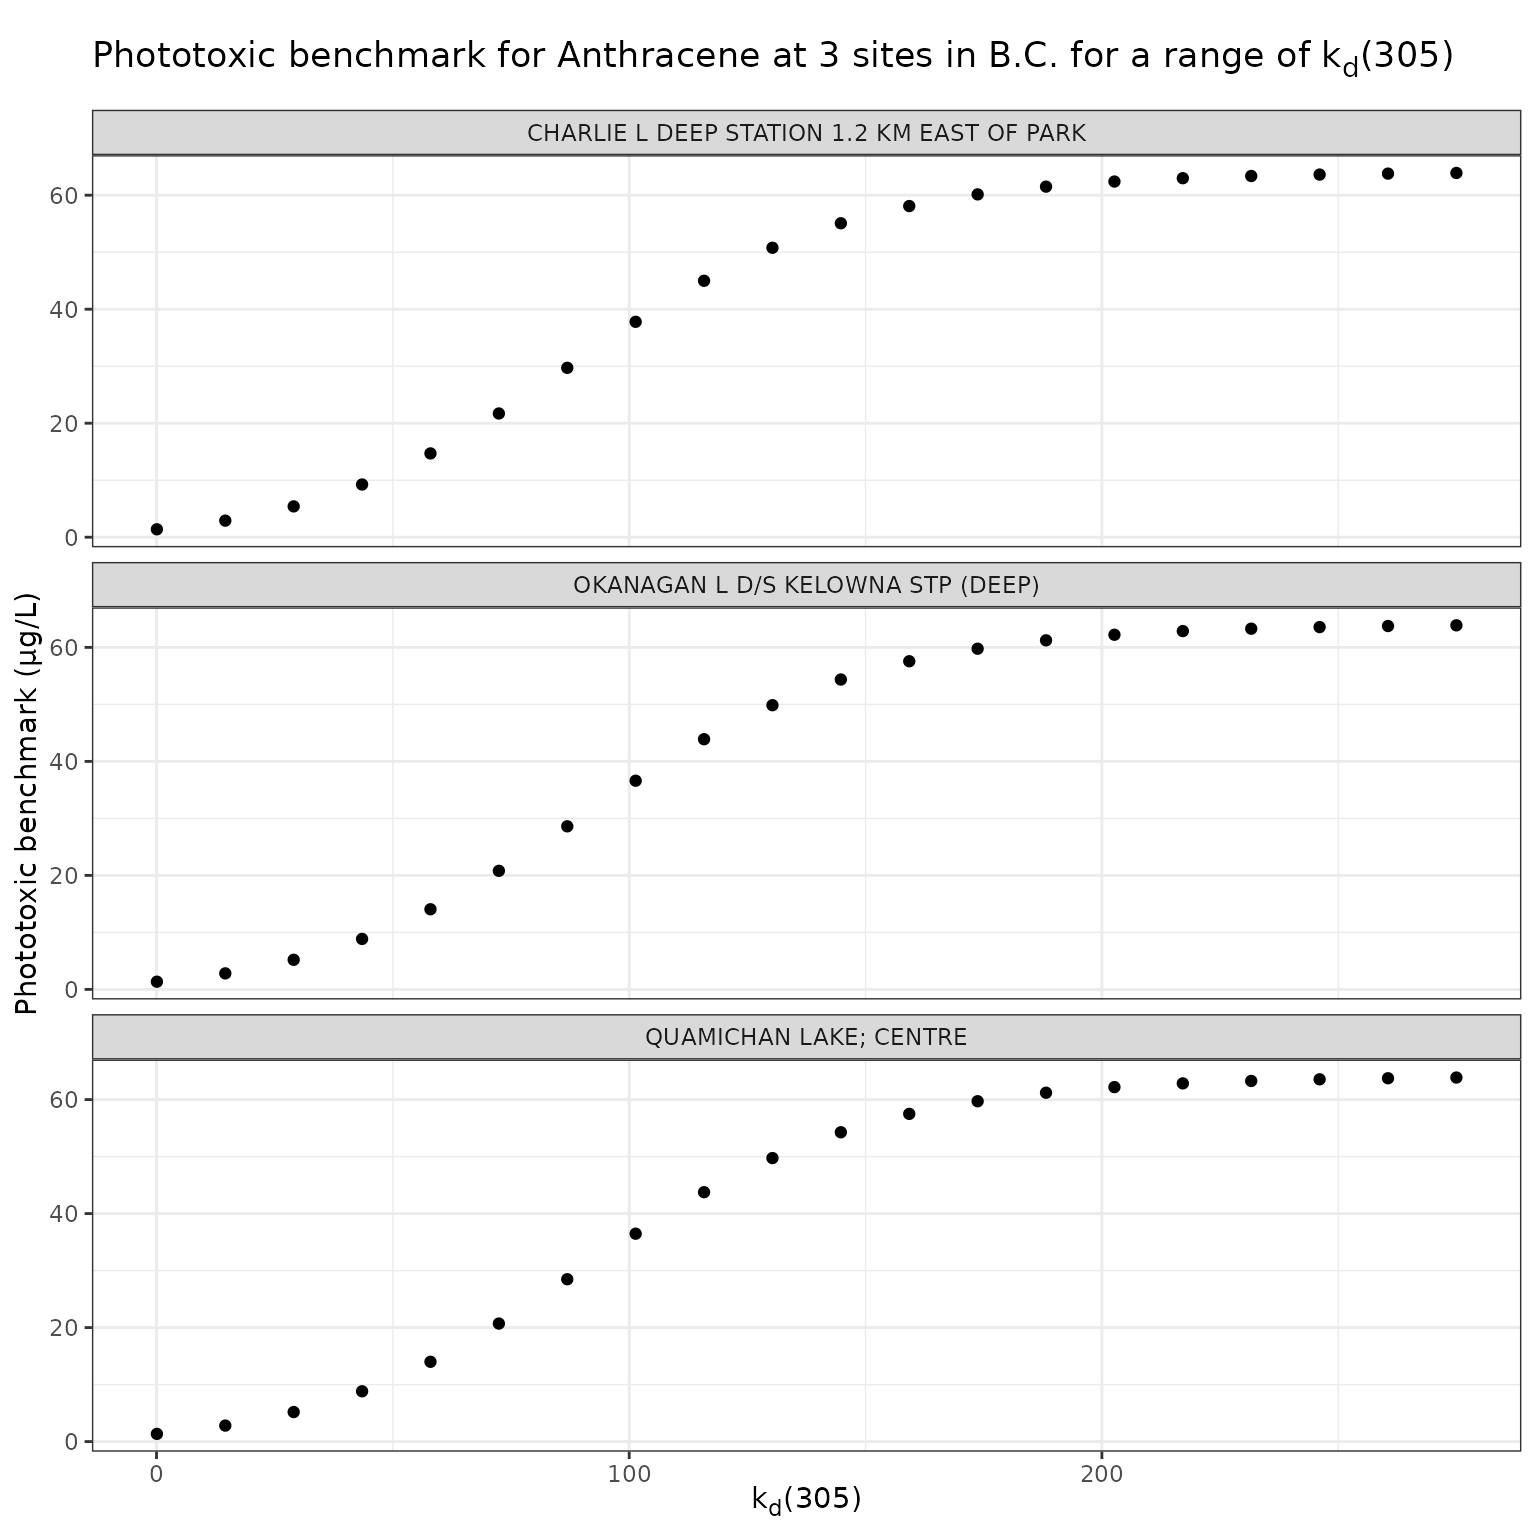 Phototoxic benchmark for Anthracene at 3 sites in B.C. for a range of kd(305)
CHARLIE L DEEP STATION 1.2 KM EAST OF PARK
60
40
20
0
OKANAGAN L D/S KELOWNA STP (DEEP)
60
40
20
0
Phototoxic benchmark (µg/L)
QUAMICHAN LAKE; CENTRE
60
40
20
0
0 100 200
kd(305)